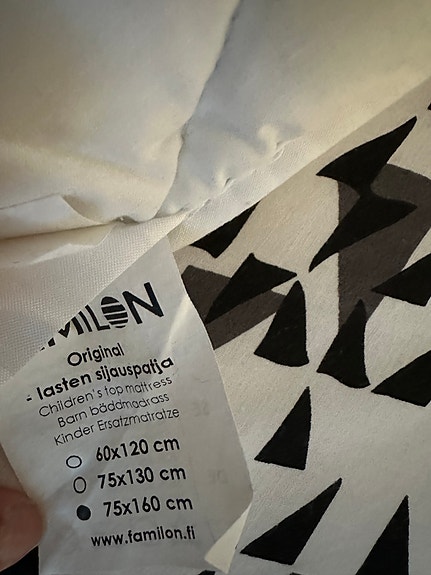 FAMILON
Original
- lasten sijauspatja
Children's top mattress
Barn bäddmadrass
Kinder Ersatzmatratze
60x120 cm
75x130 cm
75x160 cm
www.familon.fi